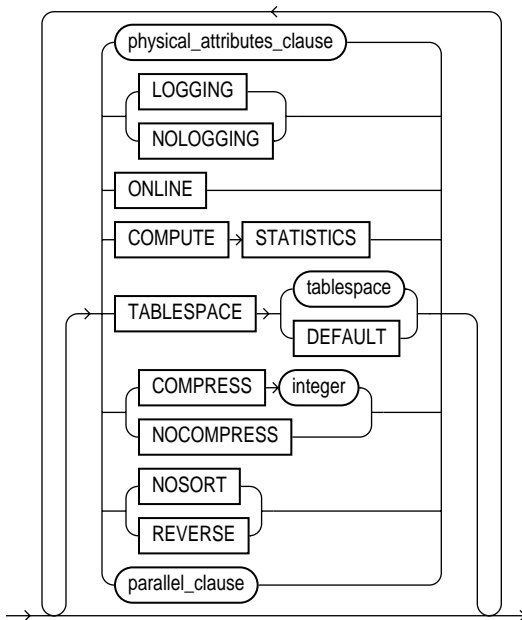 physical_attributes_clause
LOGGING
NOLOGGING
ONLINE
COMPUTE STATISTICS
tablespace
TABLESPACE
DEFAULT
COMPRESS integer
NOCOMPRESS
NOSORT
REVERSE
parallel_clause